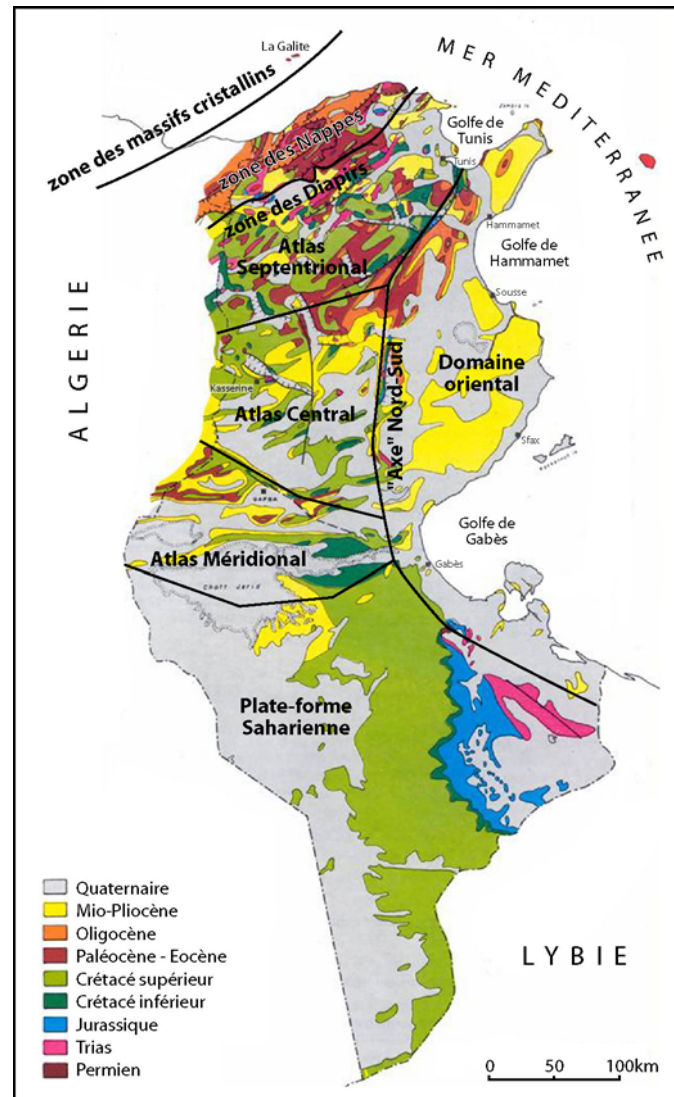 La Galite
MER MEDITERRANEE
zone des massifs cristallins
Golfe de
Tunis
zone des Nappes
Tunis
zone des Diapirs
Hammamet
Atlas
Septentrional
Golfe de
Hammamet
ALGERIE
Sousse
"Axe" Nord-Sud
Domaine
oriental
Kasserine
Atlas Central
Sfax
GAFSA
Golfe de
Gabès
Atlas Méridional
Gabès
Chott Jerid
Plate-forme
Saharienne
Quaternaire
Mio-Pliocène
Oligocène
Paléocène - Eocène
Crétacé supérieur
Crétacé inférieur
Jurassique
Trias
Permien
LYBIE
0 50 100km